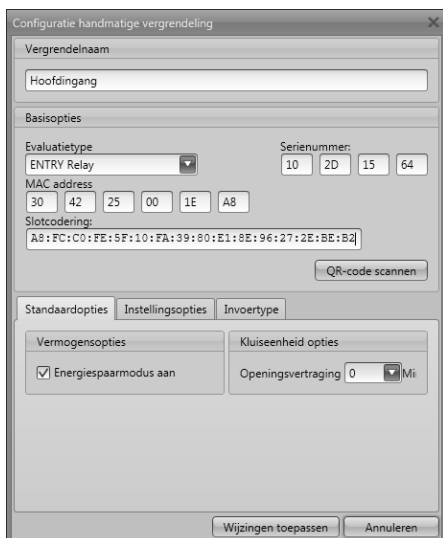 Configuratie handmatige vergrendeling
Vergrendelnaam
Hoofdingang
Basisopties
Evaluatietype
Serienummer:
ENTRY Relay
10 2D 15 64
MAC address
30 42 25 00 1E A8
Slotcodering:
A8:FC:C0:FE:5F:10:FA:39:80:E1:8E:96:27:2E:BE:B2
QR-code scannen
Standaardopties Instellingsopties Invoertype
Vermogensopties
Kluiseenheid opties
Energiespaarmodus aan
Openingsvertraging 0 Mi
Wijzingen toepassen Annuleren